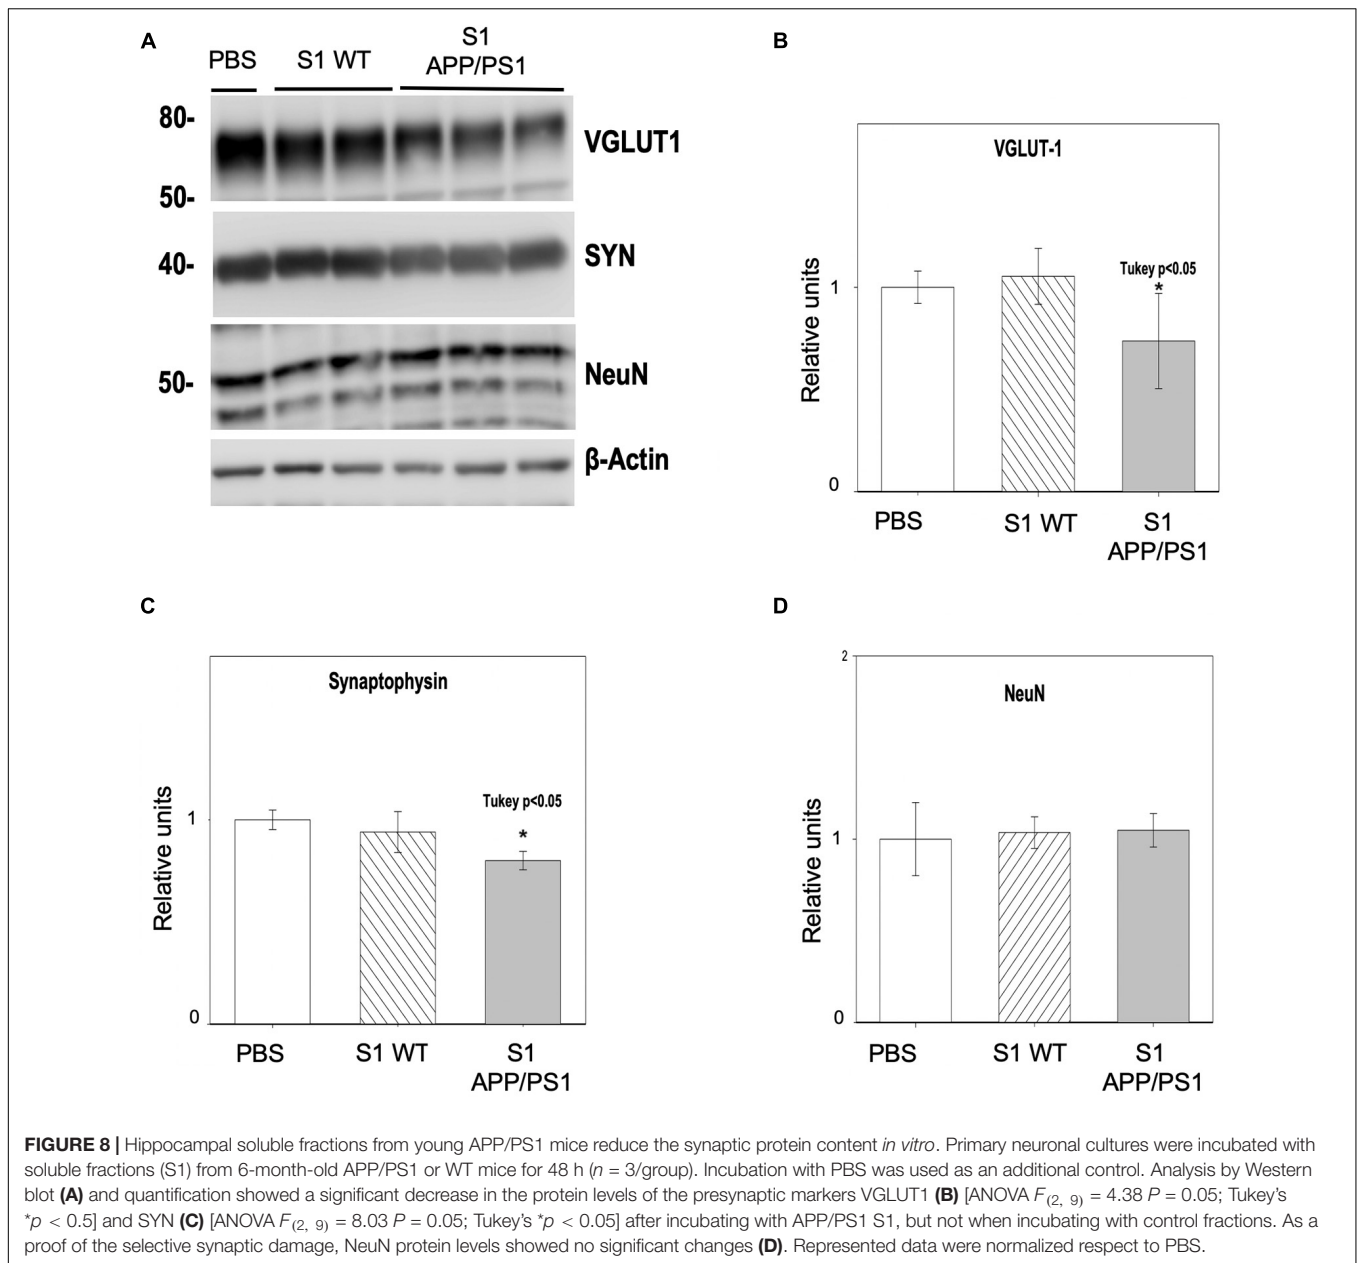 A
PBS
S1 WT
S1
APP/PS1
80-
50-
VGLUT1
40-
SYN
50-
NeuN
β-Actin
B
VGLUT-1
Relative units
1
0
Tukey p<0.05
*
PBS
S1 WT
S1
APP/PS1
C
Synaptophysin
Relative units
1
0
Tukey p<0.05
*
PBS
S1 WT
S1
APP/PS1
D
2
NeuN
Relative units
1
0
PBS
S1 WT
S1
APP/PS1
FIGURE 8 | Hippocampal soluble fractions from young APP/PS1 mice reduce the synaptic protein content in vitro. Primary neuronal cultures were incubated with
soluble fractions (S1) from 6-month-old APP/PS1 or WT mice for 48 h (n = 3/group). Incubation with PBS was used as an additional control. Analysis by Western
blot (A) and quantification showed a significant decrease in the protein levels of the presynaptic markers VGLUT1 (B) [ANOVA F(2, 9) = 4.38 P = 0.05; Tukey's
*p < 0.5] and SYN (C) [ANOVA F(2, 9) = 8.03 P = 0.05; Tukey's *p < 0.05] after incubating with APP/PS1 S1, but not when incubating with control fractions. As a
proof of the selective synaptic damage, NeuN protein levels showed no significant changes (D). Represented data were normalized respect to PBS.